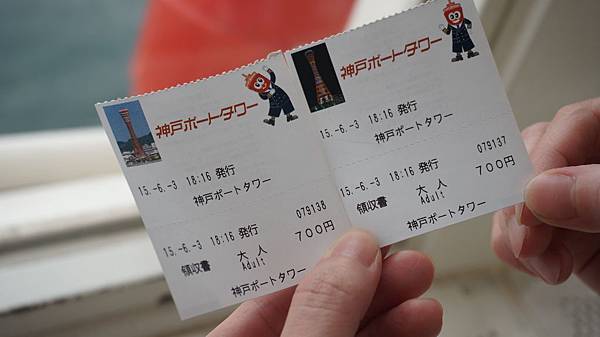 神戸ポートタワー
15.-6.-3 18:16 発行
神戸ポートタワー
079138
15.-6.-3 18:16 発行
領収書 大人 700円
Adult
神戸ポートタワー
神戸ポートタワー
15.-6.-3 18:16 発行
神戸ポートタワー
079137
15.-6.-3 18:16 発行
領収書 大人 700円
Adult
神戸ポートタワー